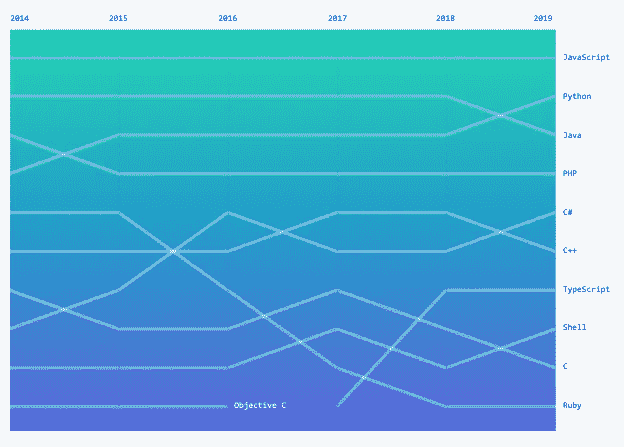 2014 2015 2016 2017 2018 2019
JavaScript
Python
Java
PHP
C#
C++
TypeScript
Shell
C
Objective C
Ruby